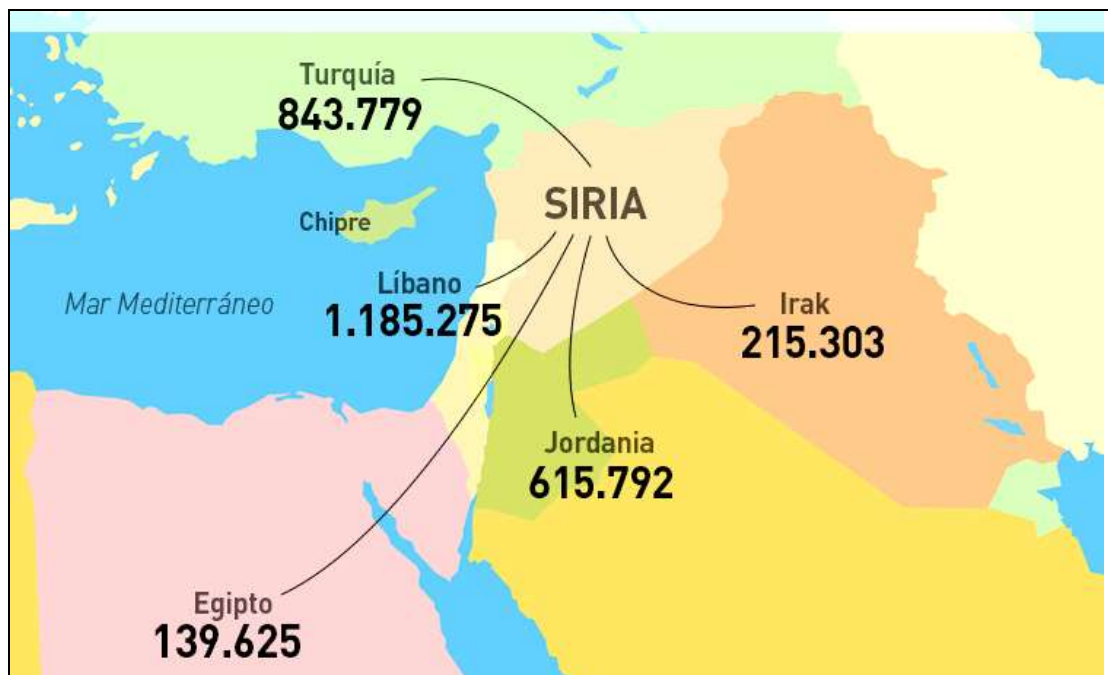 Turquía
843.779
SIRIA
Chipre
Líbano
1.185.275
Mar Mediterráneo
Irak
215.303
Jordania
615.792
Egipto
139.625